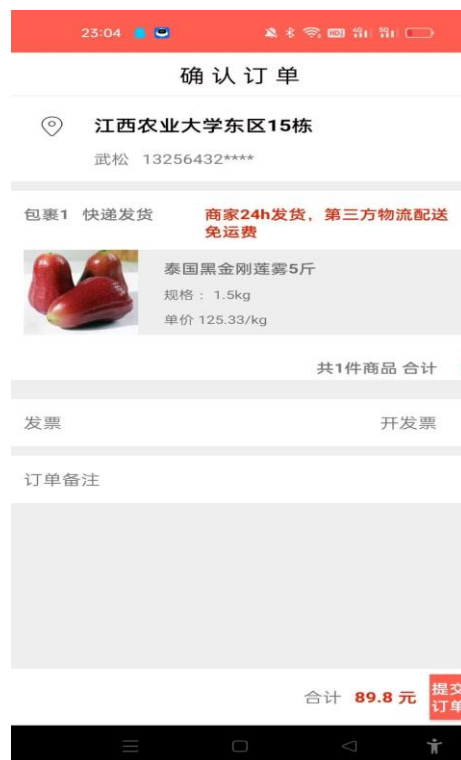 23:04
确认订单
江西农业大学东区15栋
武松 13256432****
包裹1 快递发货
商家24h发货，第三方物流配送
免运费
泰国黑金刚莲雾5斤
规格： 1.5kg
单价 125.33/kg
共1件商品 合计
发票 开发票
订单备注
合计 89.8 元
提交
订单